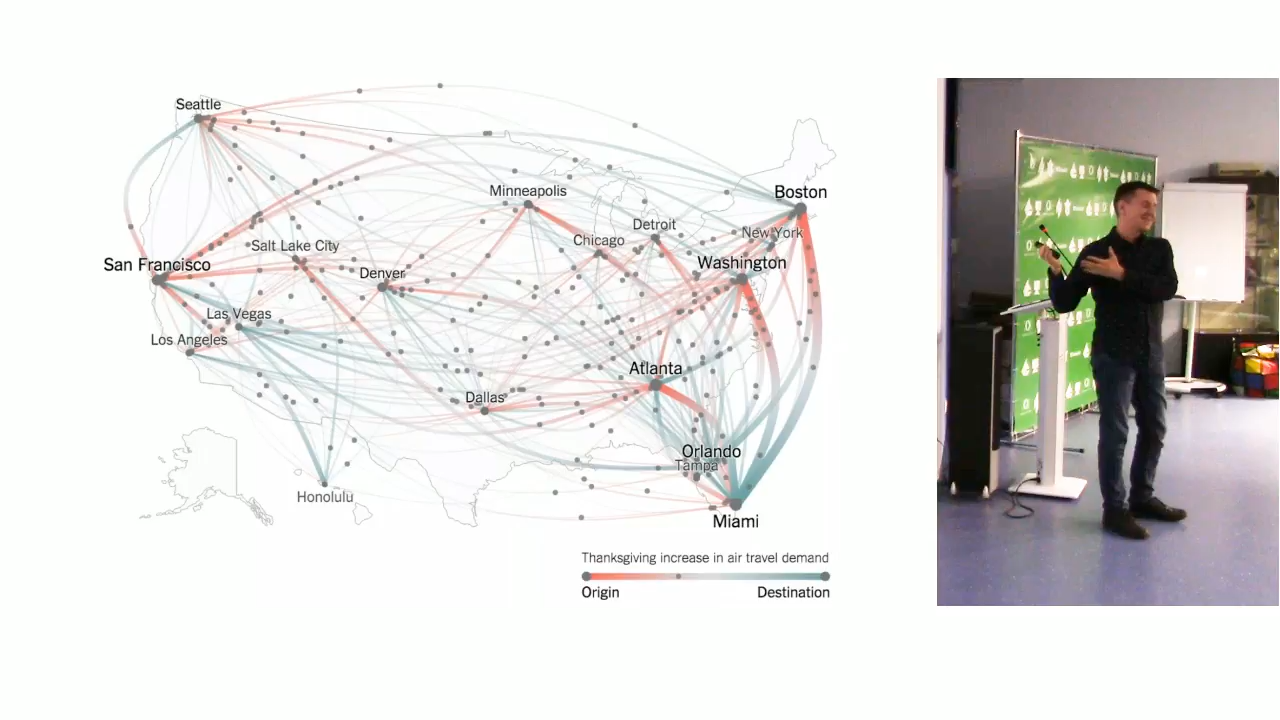 Seattle
Minneapolis
Boston
Detroit
New York
Chicago
Salt Lake City
Washington
San Francisco
Denver
Las Vegas
Los Angeles
Atlanta
Dallas
Orlando
Tampa
Honolulu
Miami
Thanksgiving increase in air travel demand
Origin
Destination